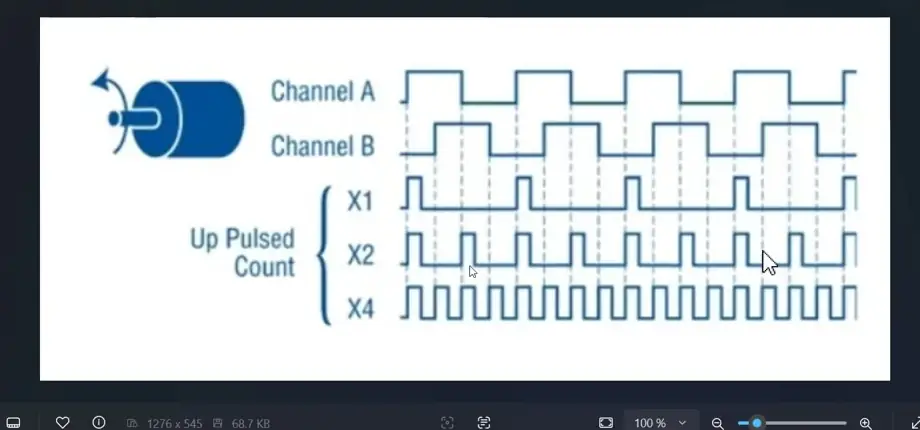 Channel A
Channel B
X1
Up Pulsed
Count
X2
X4
1276 x 545
68.7 KB
100 %